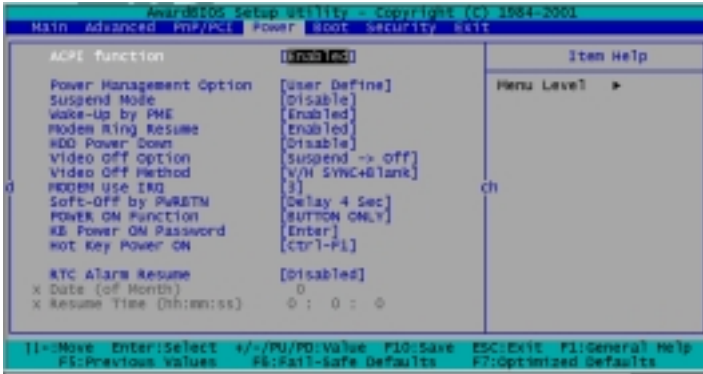 AwardBIOS Setup Utility - Copyright (C) 1984-2001
Main Advanced PnP/PCI Power Boot Security Exit
ACPI function [Enabled]
Item Help
Power Management Option [User Define]
Menu Level ▸
Suspend Mode [Disable]
Wake-Up by PME [Enabled]
Modem Ring Resume [Enabled]
HDD Power Down [Disable]
Video Off Option [Suspend -> Off]
Video Off Method [V/H SYNC+Blank]
d MODEM Use IRQ [3] ch
Soft-Off by PWRBTN [Delay 4 Sec]
POWER ON Function [BUTTON ONLY]
KB Power ON Password [Enter]
Hot Key Power ON [Ctrl-F1]
RTC Alarm Resume [Disabled]
x Date (of Month) 0
x Resume Time (hh:mm:ss) 0 : 0 : 0
:Move Enter:Select +/-/PU/PD:Value F10:Save ESC:Exit F1:General Help
F5:Previous Values F6:Fail-Safe Defaults F7:Optimized Defaults